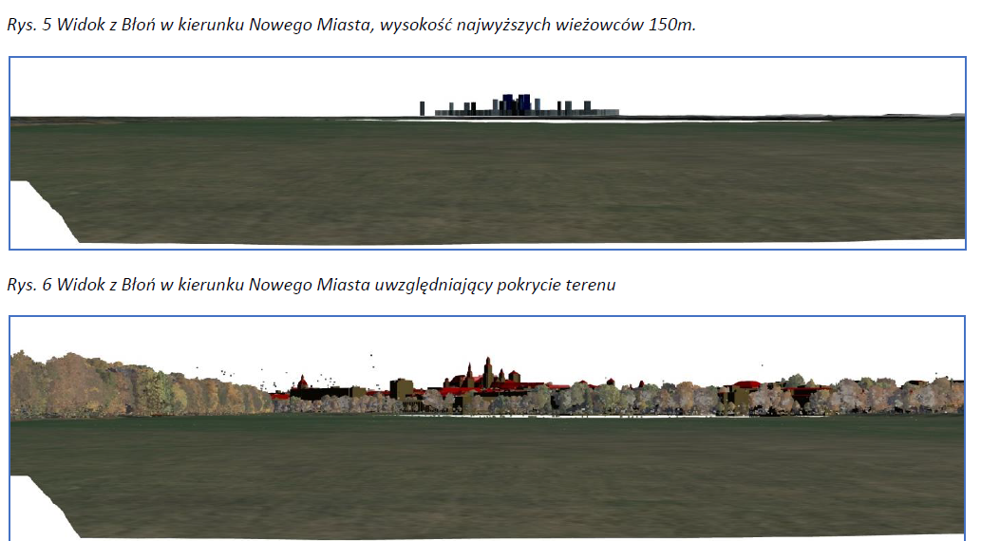 Rys. 5 Widok z Błoń w kierunku Nowego Miasta, wysokość najwyższych wieżowców 150m.
Rys. 6 Widok z Błoń w kierunku Nowego Miasta uwzględniający pokrycie terenu